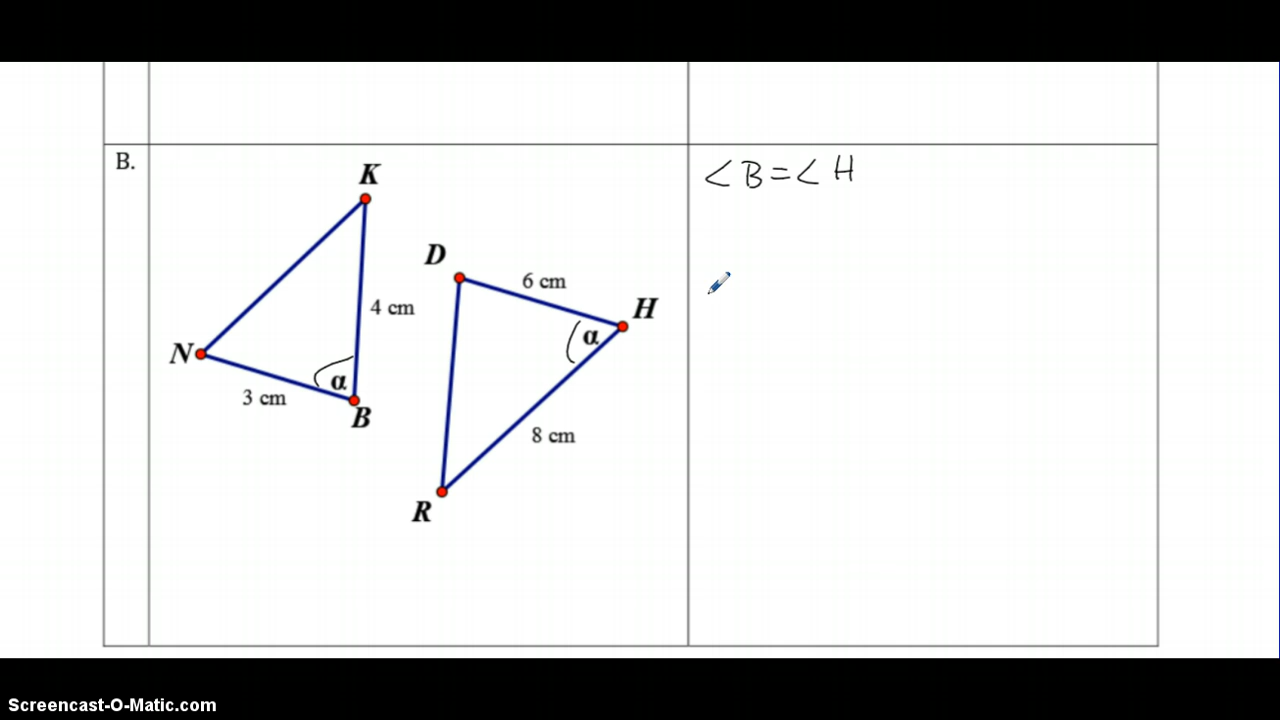 B.
∠B=∠H
K
D
6 cm
H
4 cm
α
N
α
3 cm
B
8 cm
R
Screencast-O-Matic.com